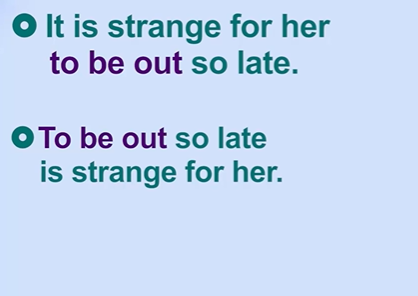 It is strange for her
to be out so late.
To be out so late
is strange for her.